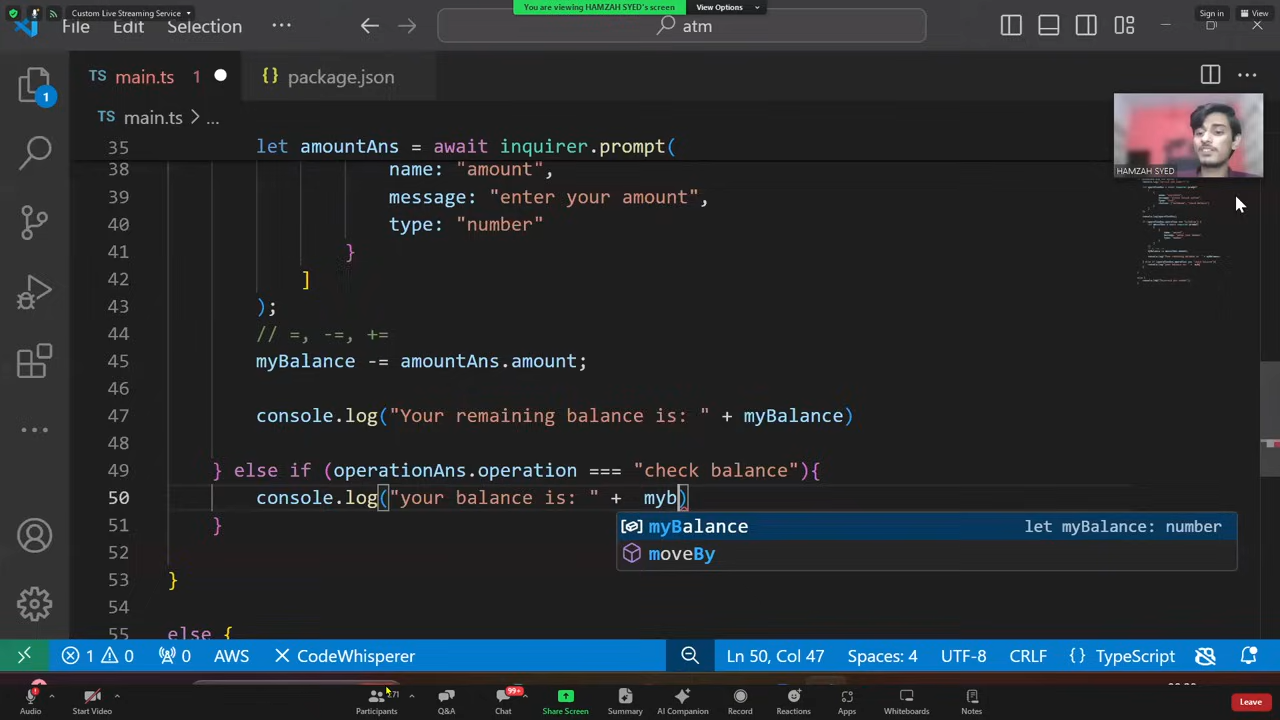 Custom Live Streaming Service
You are viewing HAMZAH SYED's screen
View Options
Sign in
View
File Edit Selection ...
atm
TS main.ts 1
{} package.json
1
TS main.ts > ...
HAMZAH SYED
35 let amountAns = await inquirer.prompt(
38 name: "amount",
39 message: "enter your amount",
40 type: "number"
41 }
42 ]
43 );
44 // =, -=, +=
45 myBalance -= amountAns.amount;
46
47 console.log("Your remaining balance is: " + myBalance)
48
49 } else if (operationAns.operation === "check balance"){
50 console.log("your balance is: " +  myb)
51 }
myBalance let myBalance: number
moveBy
52
53 }
54
55 else {
1 0 0 AWS CodeWhisperer
Ln 50, Col 47 Spaces: 4 UTF-8 CRLF {} TypeScript
Audio
Start Video
Participants
Q&A
99+
Chat
Share Screen
Summary
AI Companion
Record
Reactions
Apps
Whiteboards
Notes
Leave